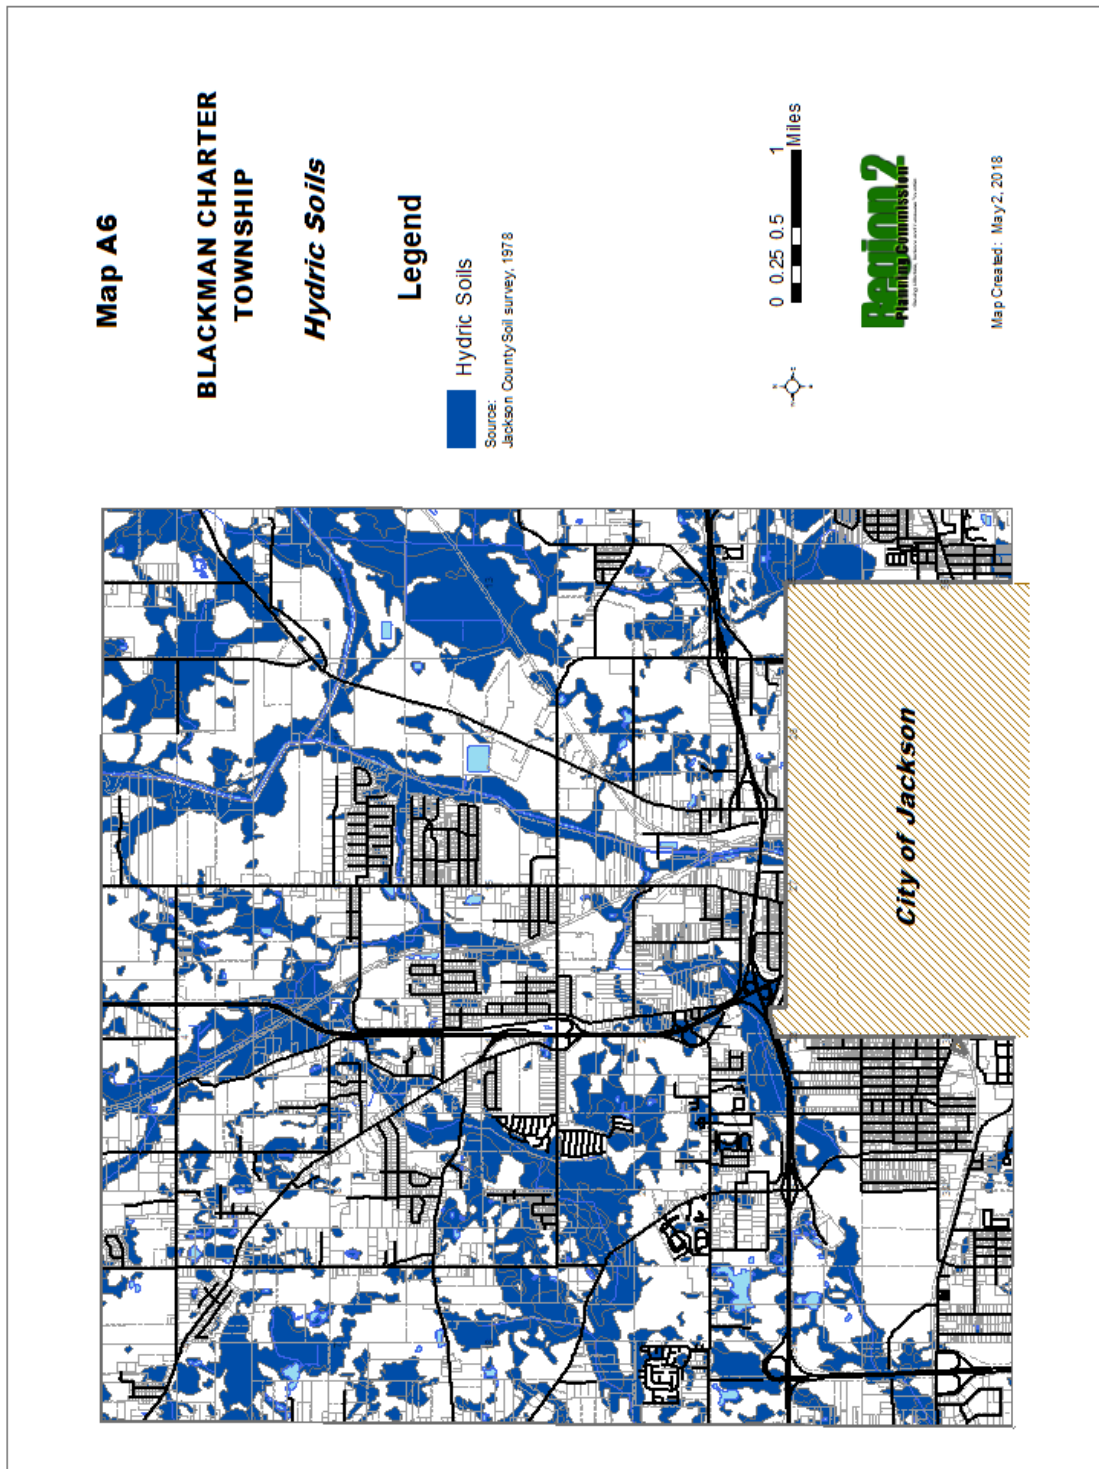 Map A6
BLACKMAN CHARTER
TOWNSHIP
Hydric Soils
Legend
Hydric Soils
Source:
Jackson County Soil survey, 1978
0 0.25 0.5 1
Miles
Region 2
Planning Commission
Map Created: May 2, 2018
City of Jackson